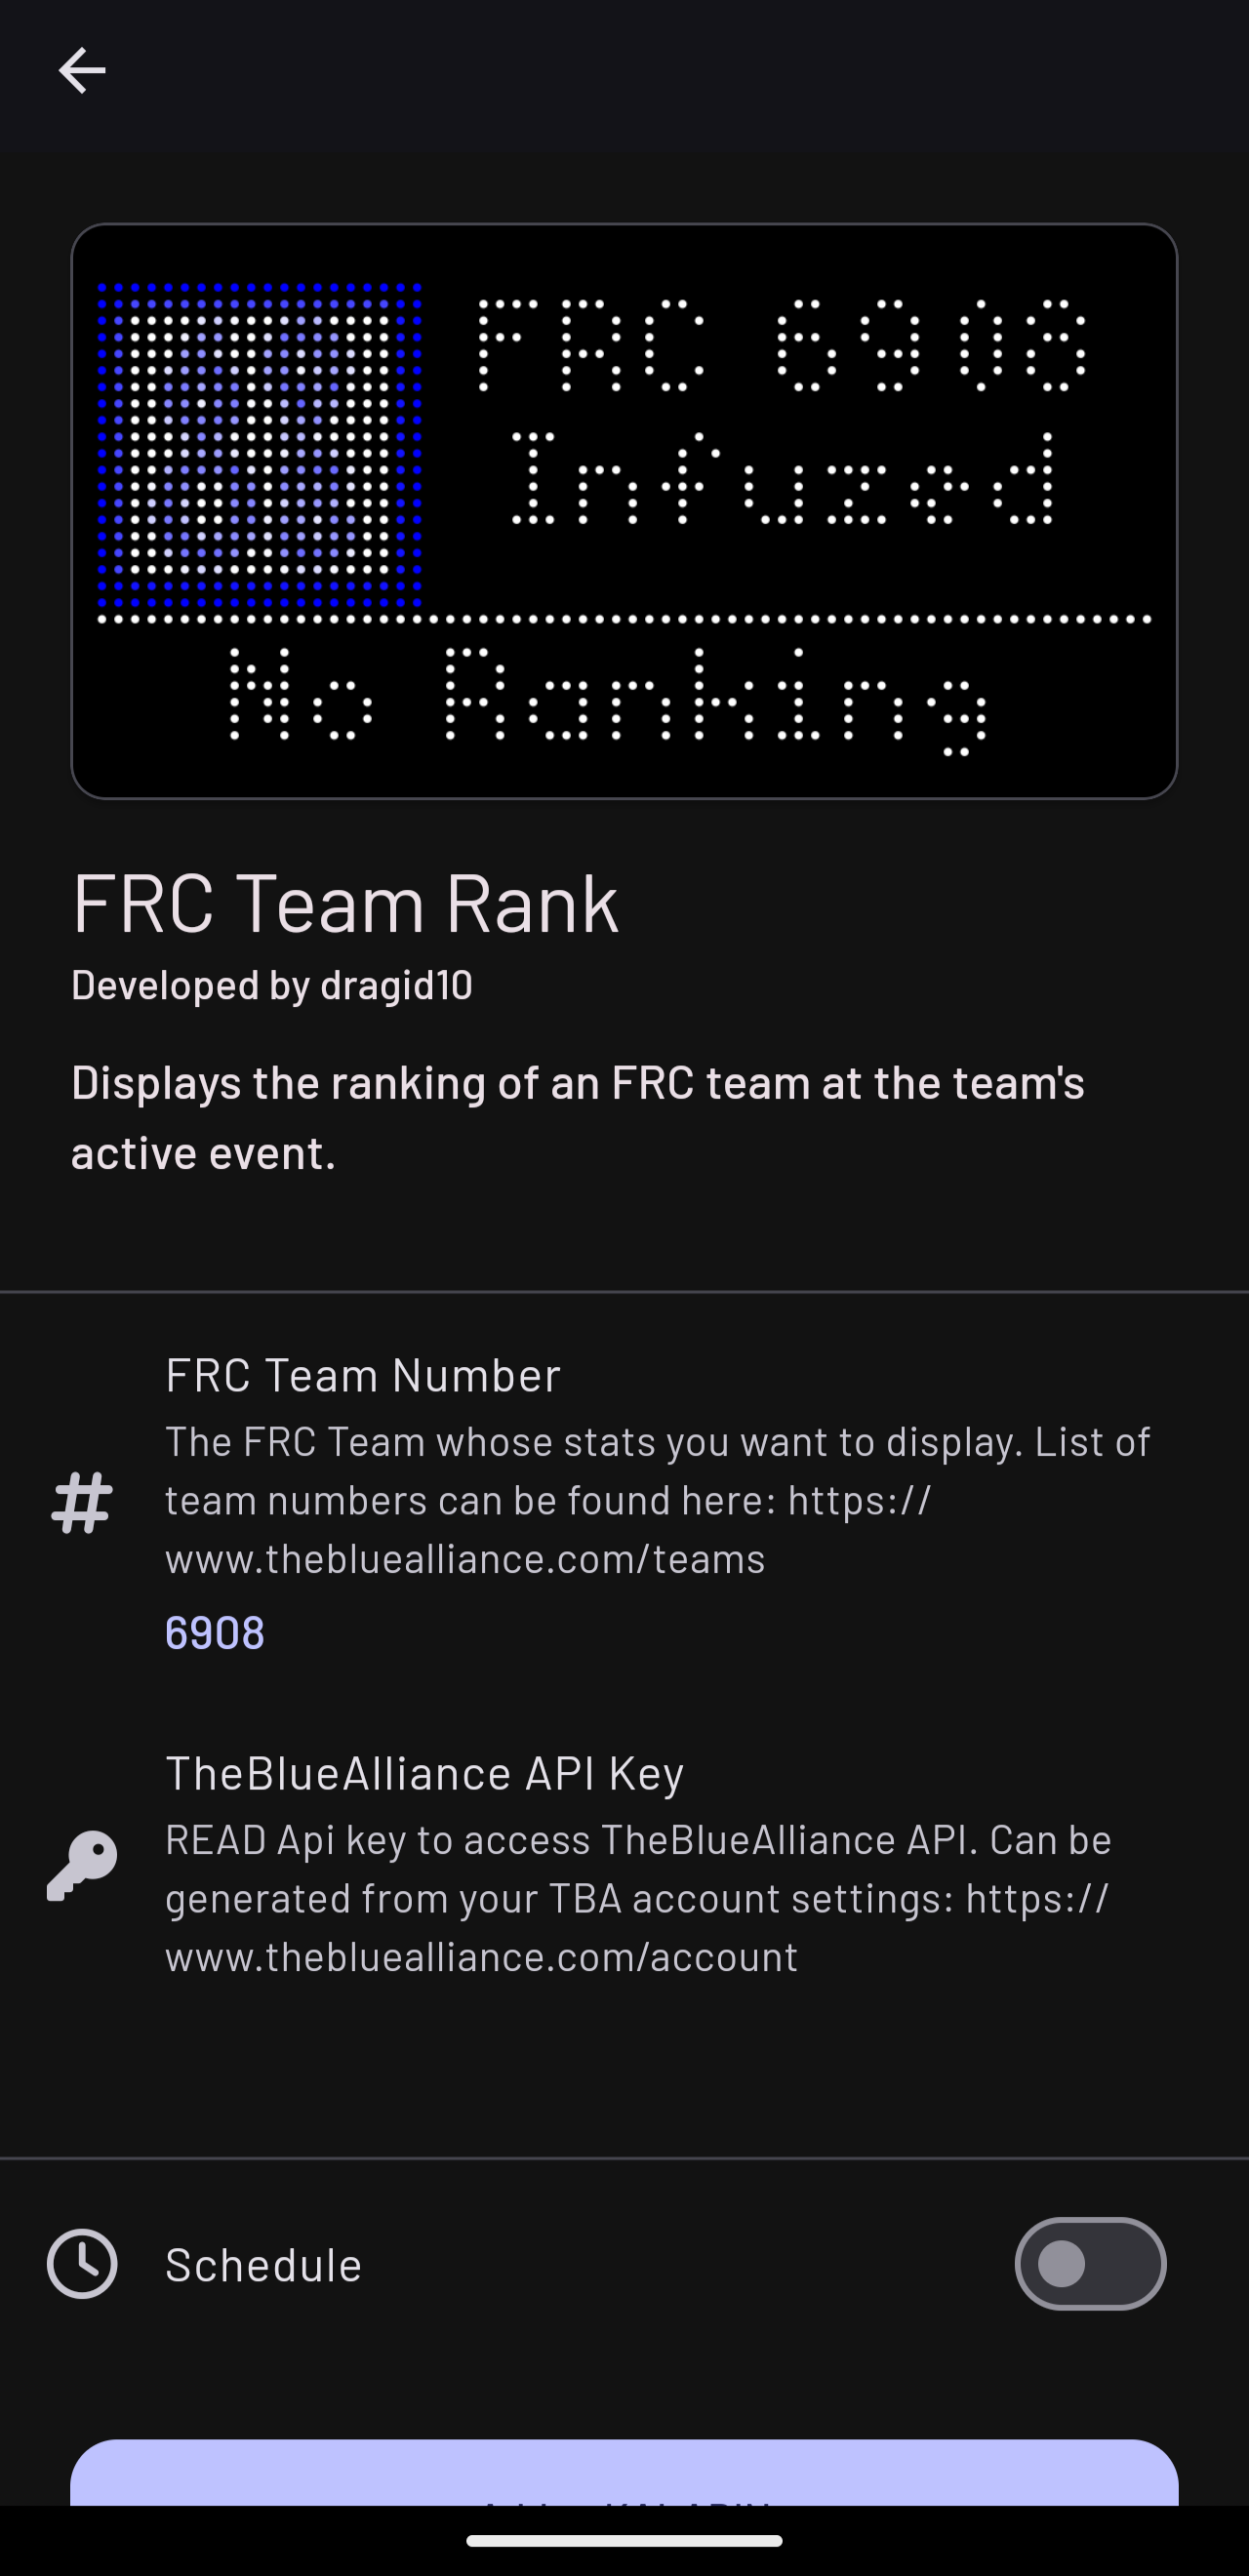 FRC 6908
Infuzed
No Ranking
FRC Team Rank
Developed by dragid10
Displays the ranking of an FRC team at the team's
active event.
FRC Team Number
The FRC Team whose stats you want to display. List of
team numbers can be found here: https://
www.thebluealliance.com/teams
6908
TheBlueAlliance API Key
READ Api key to access TheBlueAlliance API. Can be
generated from your TBA account settings: https://
www.thebluealliance.com/account
Schedule